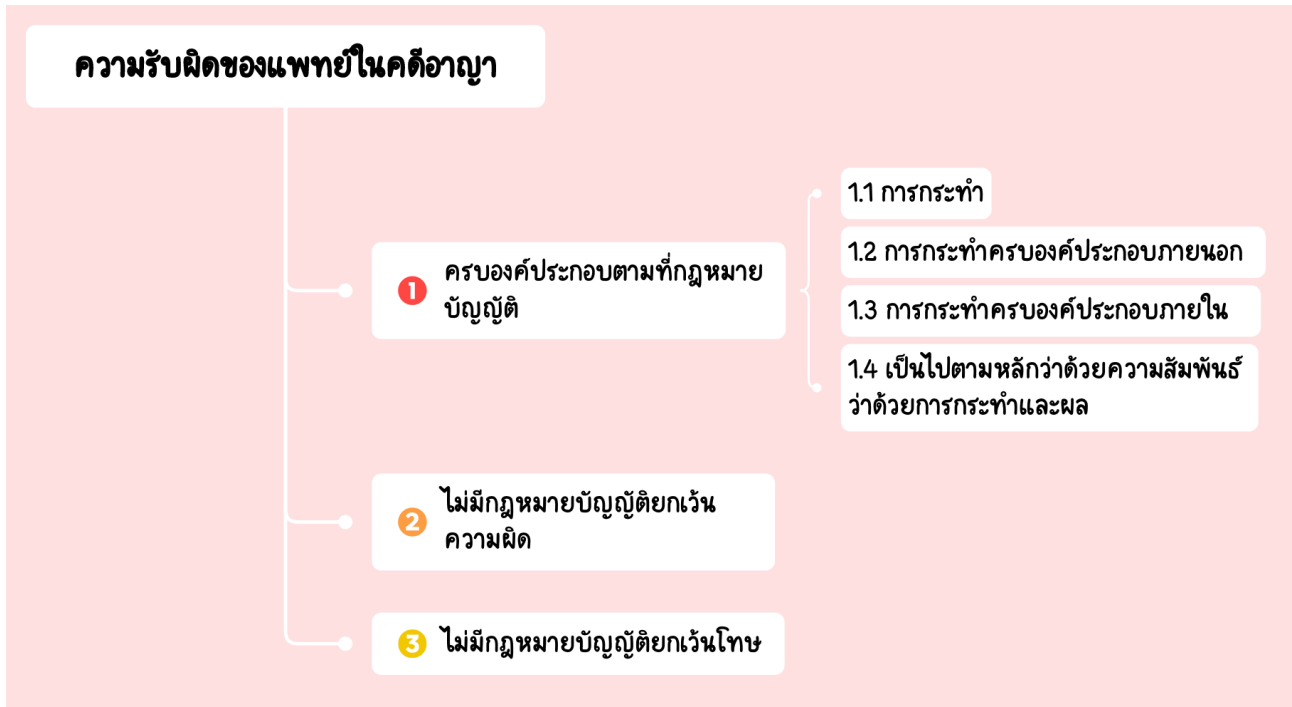 ความรับผิดของแพทย์ในคดีอาญา
1 ครบองค์ประกอบตามที่กฎหมาย
บัญญัติ
1.1 การกระทำ
1.2 การกระทำครบองค์ประกอบภายนอก
1.3 การกระทำครบองค์ประกอบภายใน
1.4 เป็นไปตามหลักว่าด้วยความสัมพันธ์
ว่าด้วยการกระทำและผล
2 ไม่มีกฎหมายบัญญัติยกเว้น
ความผิด
3 ไม่มีกฎหมายบัญญัติยกเว้นโทษ